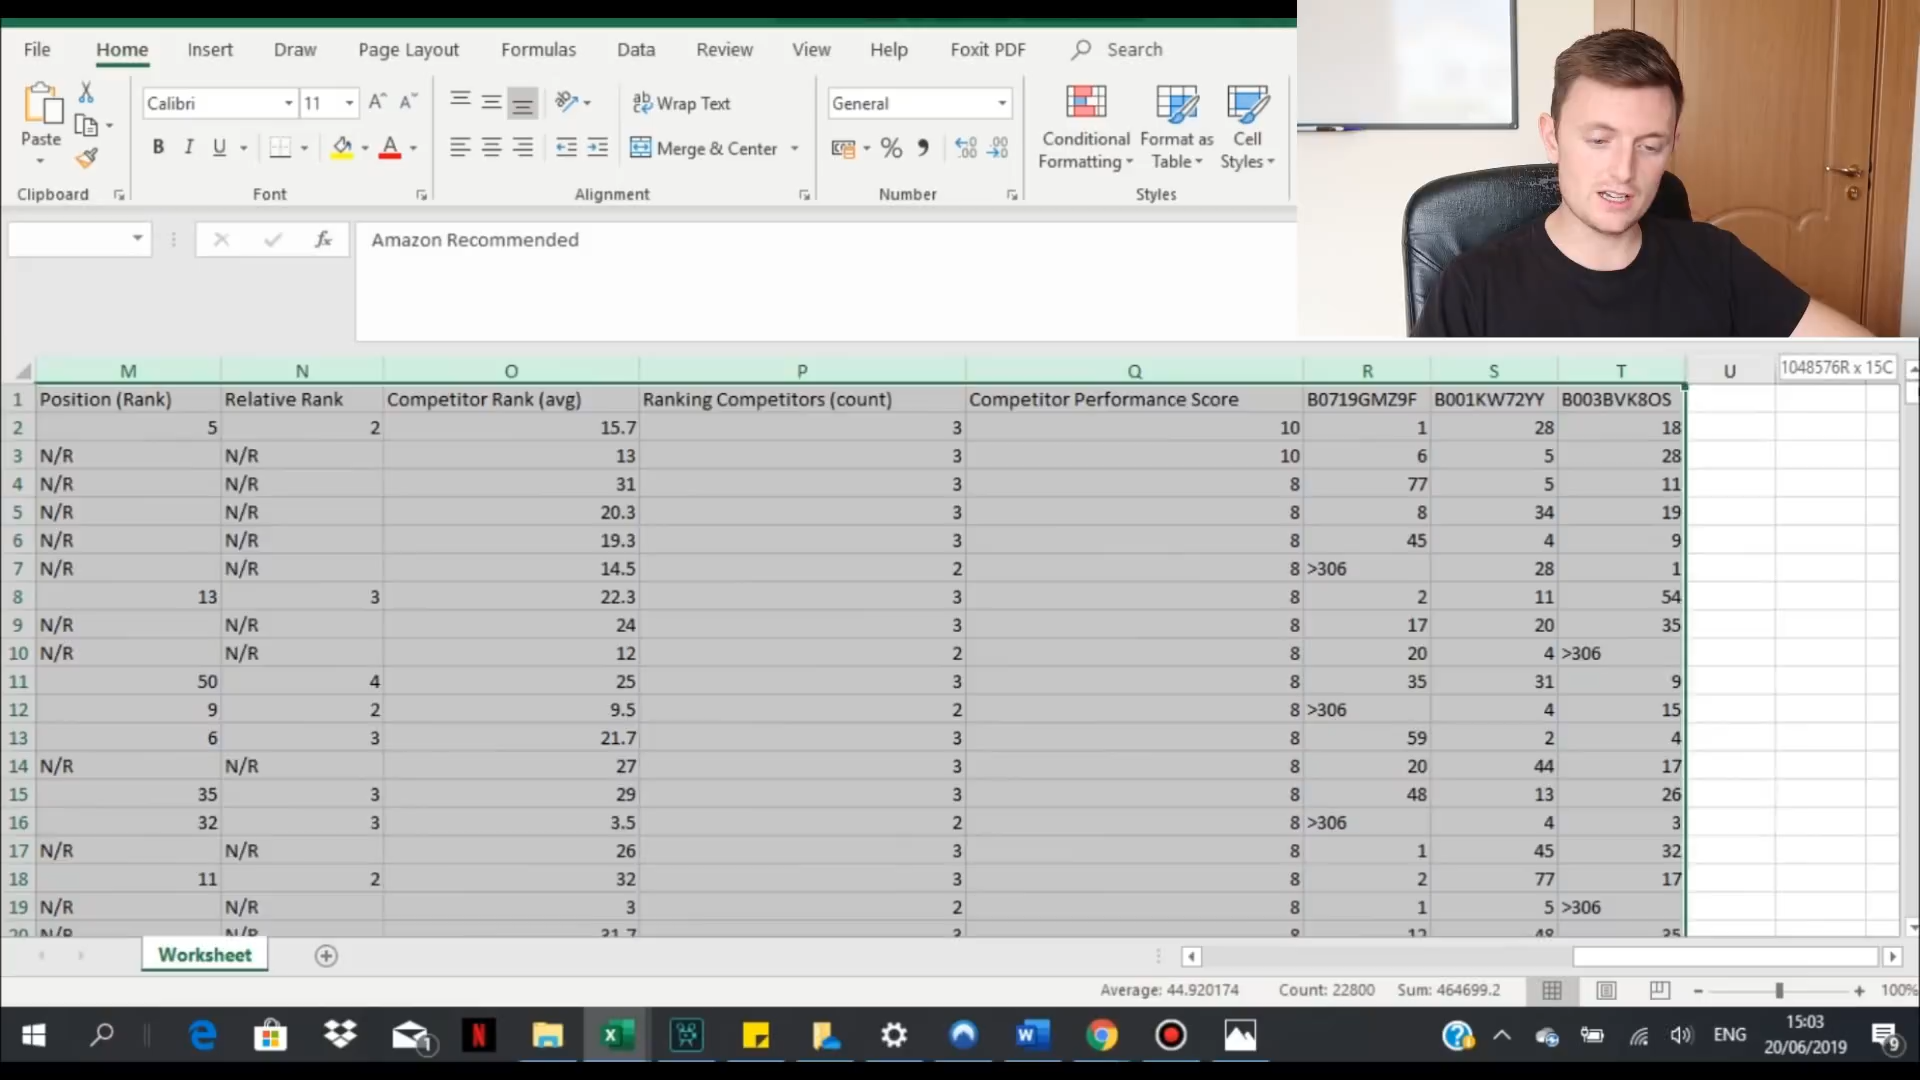 File Home Insert Draw Page Layout Formulas Data Review View Help Foxit PDF Search
Calibri 11 Wrap Text General
Paste B I U A Merge & Center % Conditional Formatting Format as Table Cell Styles
Clipboard Font Alignment Number Styles
fx Amazon Recommended
M N O P Q R S T U 1048576R x 15C
1 Position (Rank) Relative Rank Competitor Rank (avg) Ranking Competitors (count) Competitor Performance Score B0719GMZ9F B001KW72YY B003BVK8OS
2 5 2 15.7 3 10 1 28 18
3 N/R N/R 13 3 10 6 5 28
4 N/R N/R 31 3 8 77 5 11
5 N/R N/R 20.3 3 8 8 34 19
6 N/R N/R 19.3 3 8 45 4 9
7 N/R N/R 14.5 2 8 >306 28 1
8 13 3 22.3 3 8 2 11 54
9 N/R N/R 24 3 8 17 20 35
10 N/R N/R 12 2 8 20 4 >306
11 50 4 25 3 8 35 31 9
12 9 2 9.5 2 8 >306 4 15
13 6 3 21.7 3 8 59 2 4
14 N/R N/R 27 3 8 20 44 17
15 35 3 29 3 8 48 13 26
16 32 3 3.5 2 8 >306 4 3
17 N/R N/R 26 3 8 1 45 32
18 11 2 32 3 8 2 77 17
19 N/R N/R 3 2 8 1 5 >306
20 N/R N/R 31.7 3 8 12 48 35
Worksheet
Average: 44.920174 Count: 22800 Sum: 464699.2 100%
1 N X W ENG 15:03
20/06/2019 9